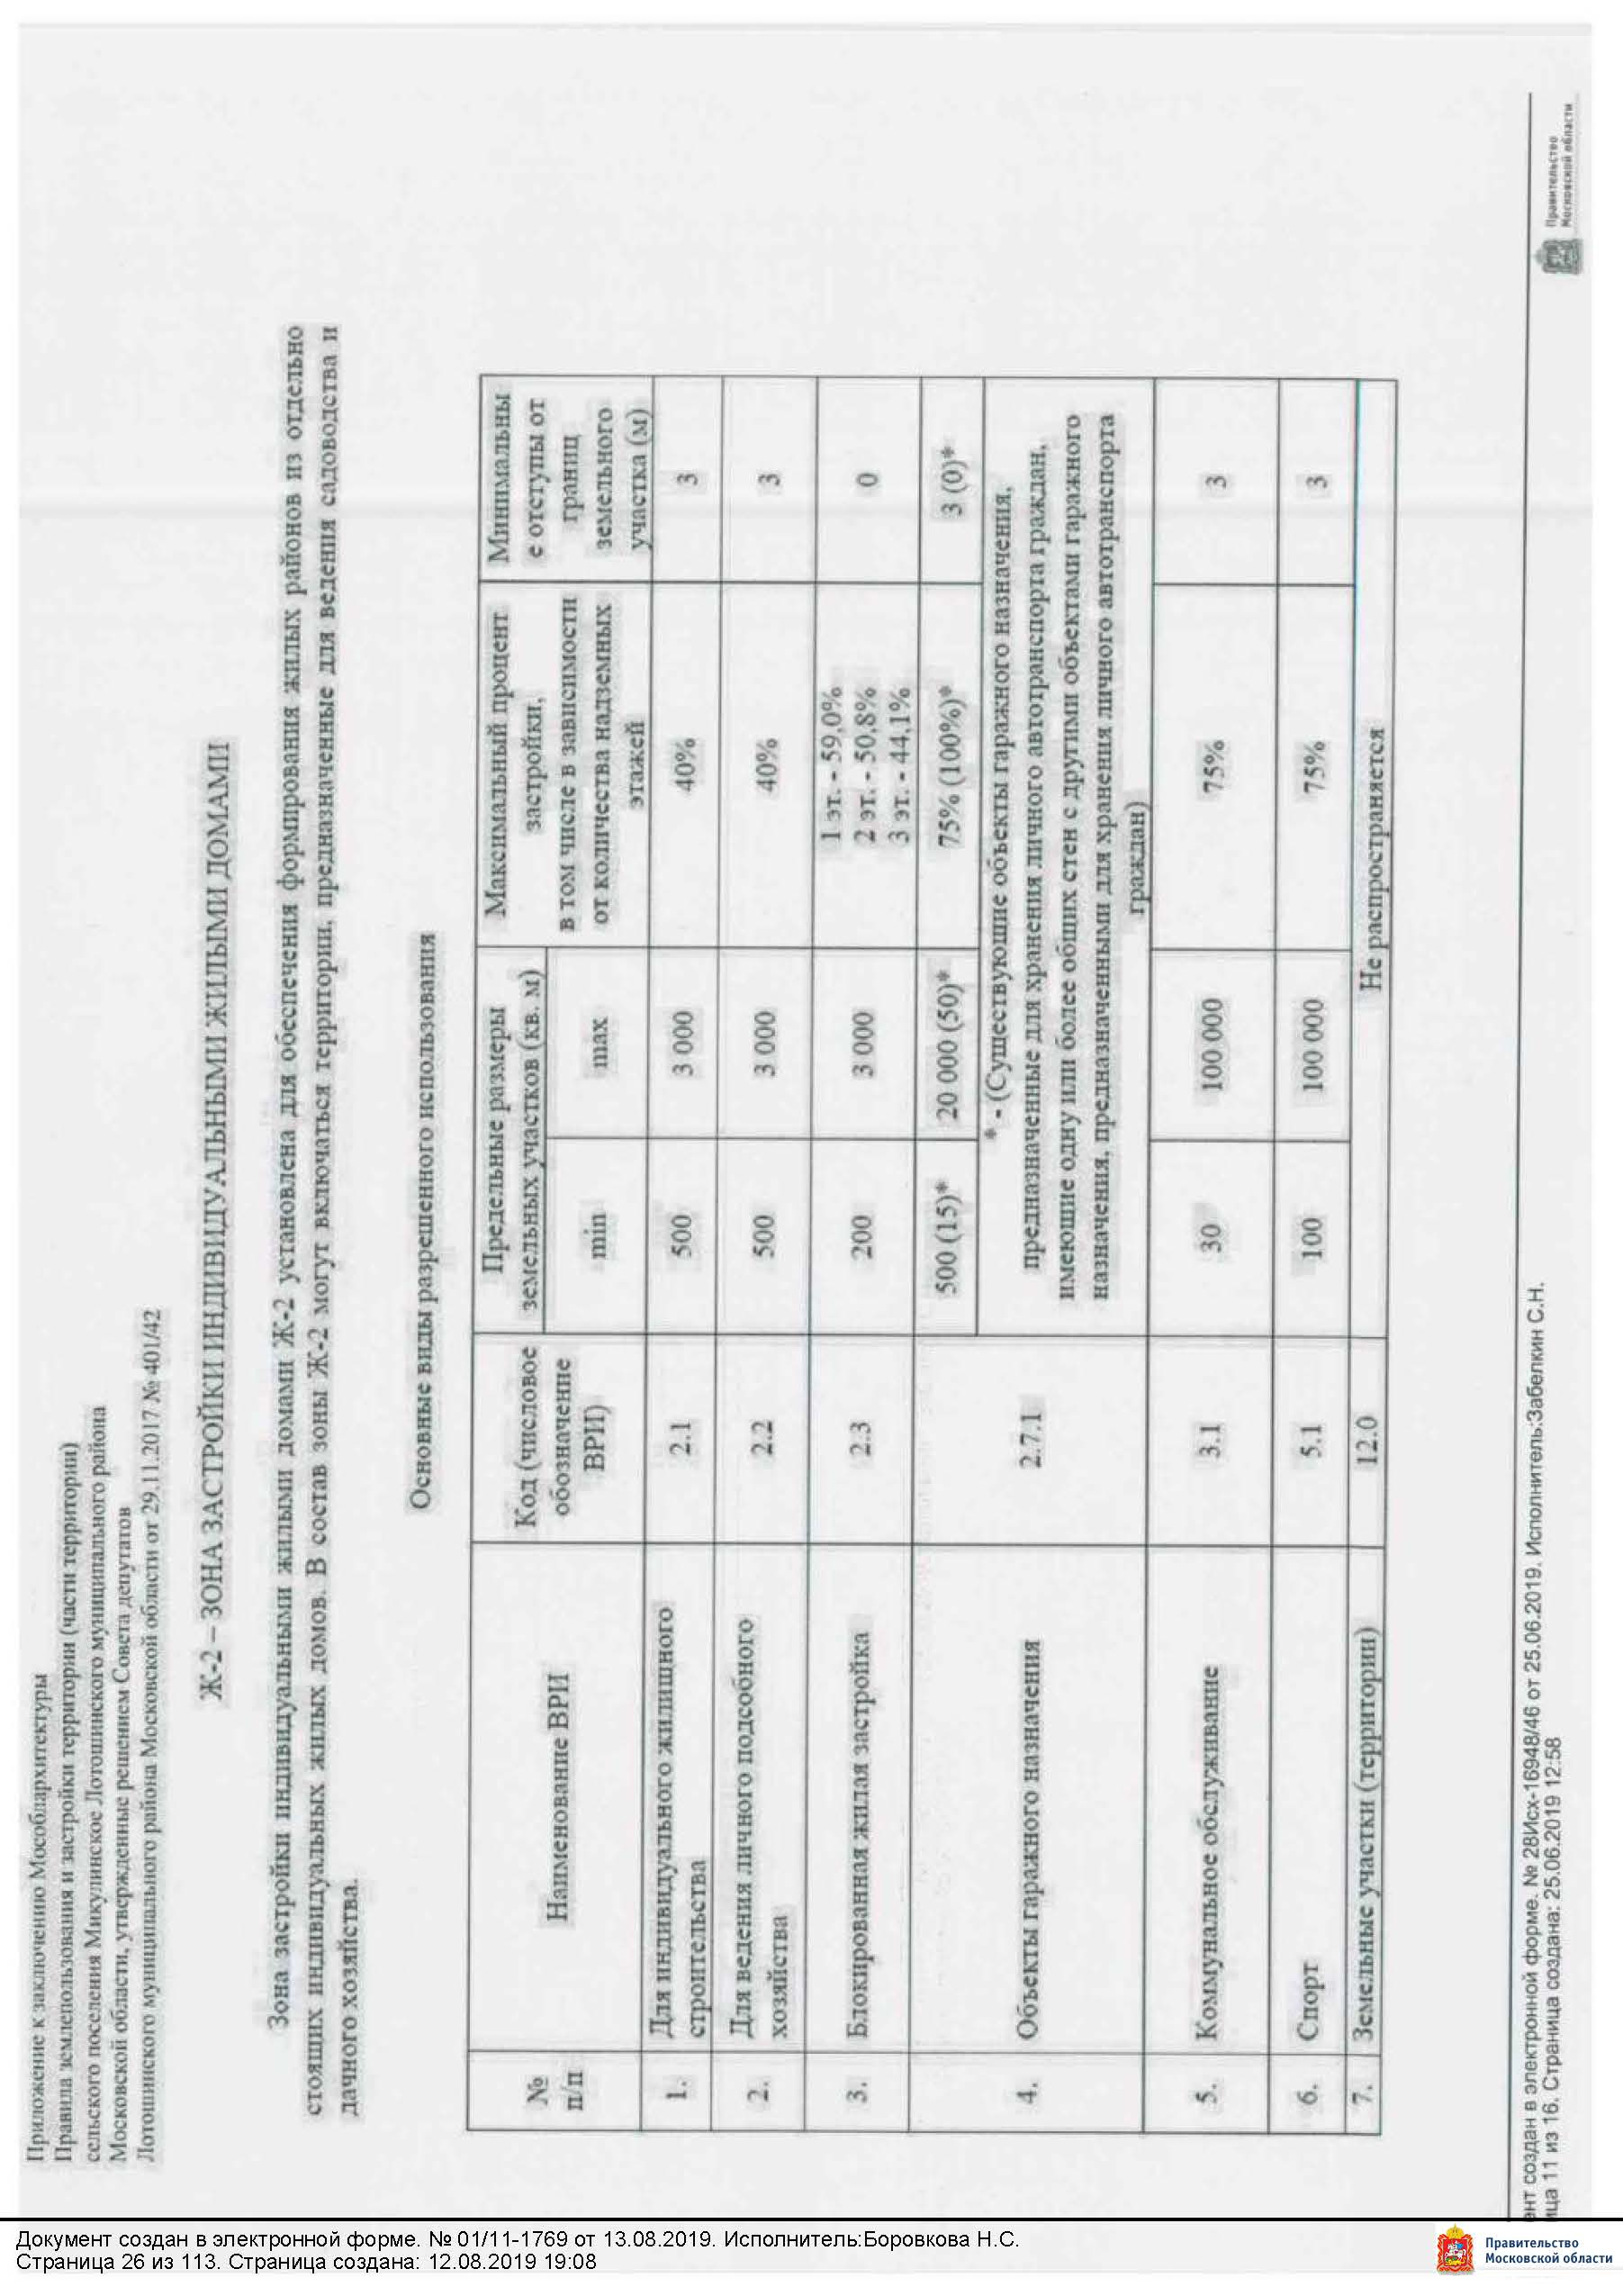 Приложение к заключению Мособлархитектуры
Правила землепользования и застройки территории (части территории)
сельского поселения Микулинское Лотошинского муниципального района
Московской области, утвержденные решением Совета депутатов
Лотошинского муниципального района Московской области от 29.11.2017 № 401/42
Ж-2 – ЗОНА ЗАСТРОЙКИ ИНДИВИДУАЛЬНЫМИ ЖИЛЫМИ ДОМАМИ
Зона застройки индивидуальными жилыми домами Ж-2 установлена для обеспечения формирования жилых районов из отдельно
стоящих индивидуальных жилых домов. В состав зоны Ж-2 могут включаться территории, предназначенные для ведения садоводства и
дачного хозяйства.
Основные виды разрешенного использования
№
п/п
Наименование ВРИ
Код (числовое
обозначение
ВРИ)
Предельные размеры
земельных участков (кв. м)
min
max
Максимальный процент
застройки,
в том числе в зависимости
от количества надземных
этажей
Минимальны
е отступы от
границ
земельного
участка (м)
1. Для индивидуального жилищного
строительства
2.1 500 3 000 40% 3
2. Для ведения личного подсобного
хозяйства
2.2 500 3 000 40% 3
3. Блокированная жилая застройка 2.3 200 3 000
1 эт. - 59,0%
2 эт. - 50,8%
3 эт. - 44,1%
0
4. Объекты гаражного назначения 2.7.1
500 (15)* 20 000 (50)* 75% (100%)* 3 (0)*
* - (Существующие объекты гаражного назначения,
предназначенные для хранения личного автотранспорта граждан,
имеющие одну или более общих стен с другими объектами гаражного
назначения, предназначенными для хранения личного автотранспорта
граждан)
5. Коммунальное обслуживание 3.1 30 100 000 75% 3
6. Спорт 5.1 100 100 000 75% 3
7. Земельные участки (территории) 12.0 Не распространяется
ент создан в электронной форме. № 28Исх-16948/46 от 25.06.2019. Исполнитель:Забелкин С.Н.
ица 11 из 16. Страница создана: 25.06.2019 12:58
Правительство
Московской области
Документ создан в электронной форме. № 01/11-1769 от 13.08.2019. Исполнитель:Боровкова Н.С.
Страница 26 из 113. Страница создана: 12.08.2019 19:08
Правительство
Московской области